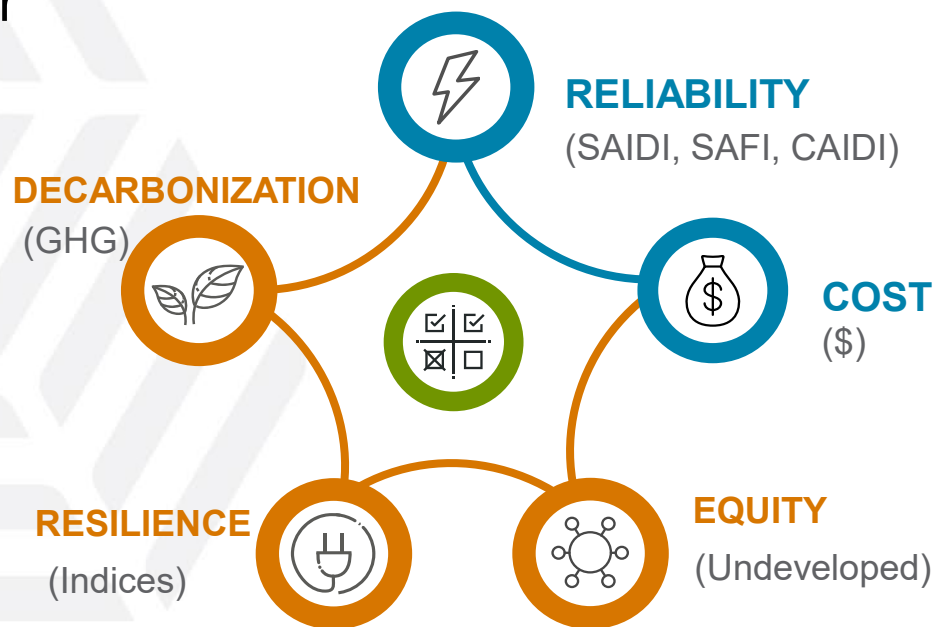 r
RELIABILITY
(SAIDI, SAFI, CAIDI)
DECARBONIZATION
(GHG)
$
COST
($)
RESILIENCE
(Indices)
EQUITY
(Undeveloped)